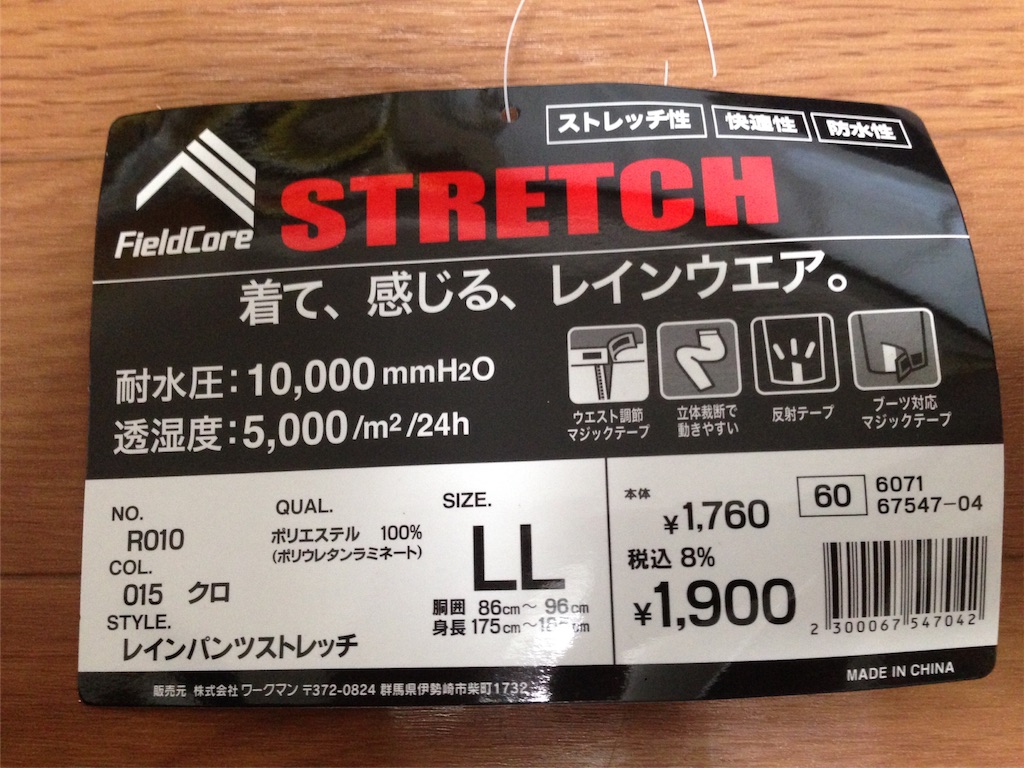 ストレッチ性 快適性 防水性
FieldCore
STRETCH
着て、感じる、レインウエア。
耐水圧:10,000mmH2O
透湿度:5,000/m²/24h
ウエスト調節
マジックテープ
立体裁断で
動きやすい
反射テープ
ブーツ対応
マジックテープ
NO.
R010
COL.
015 クロ
STYLE.
レインパンツストレッチ
QUAL.
ポリエステル 100%
(ポリウレタンラミネート)
SIZE.
LL
胴囲 86cm〜96cm
身長 175cm〜
本体
¥1,760
税込 8%
¥1,900
60
6071
67547-04
2 300067 547042
販売元 株式会社 ワークマン 〒372-0824 群馬県伊勢崎市柴町1732
MADE IN CHINA